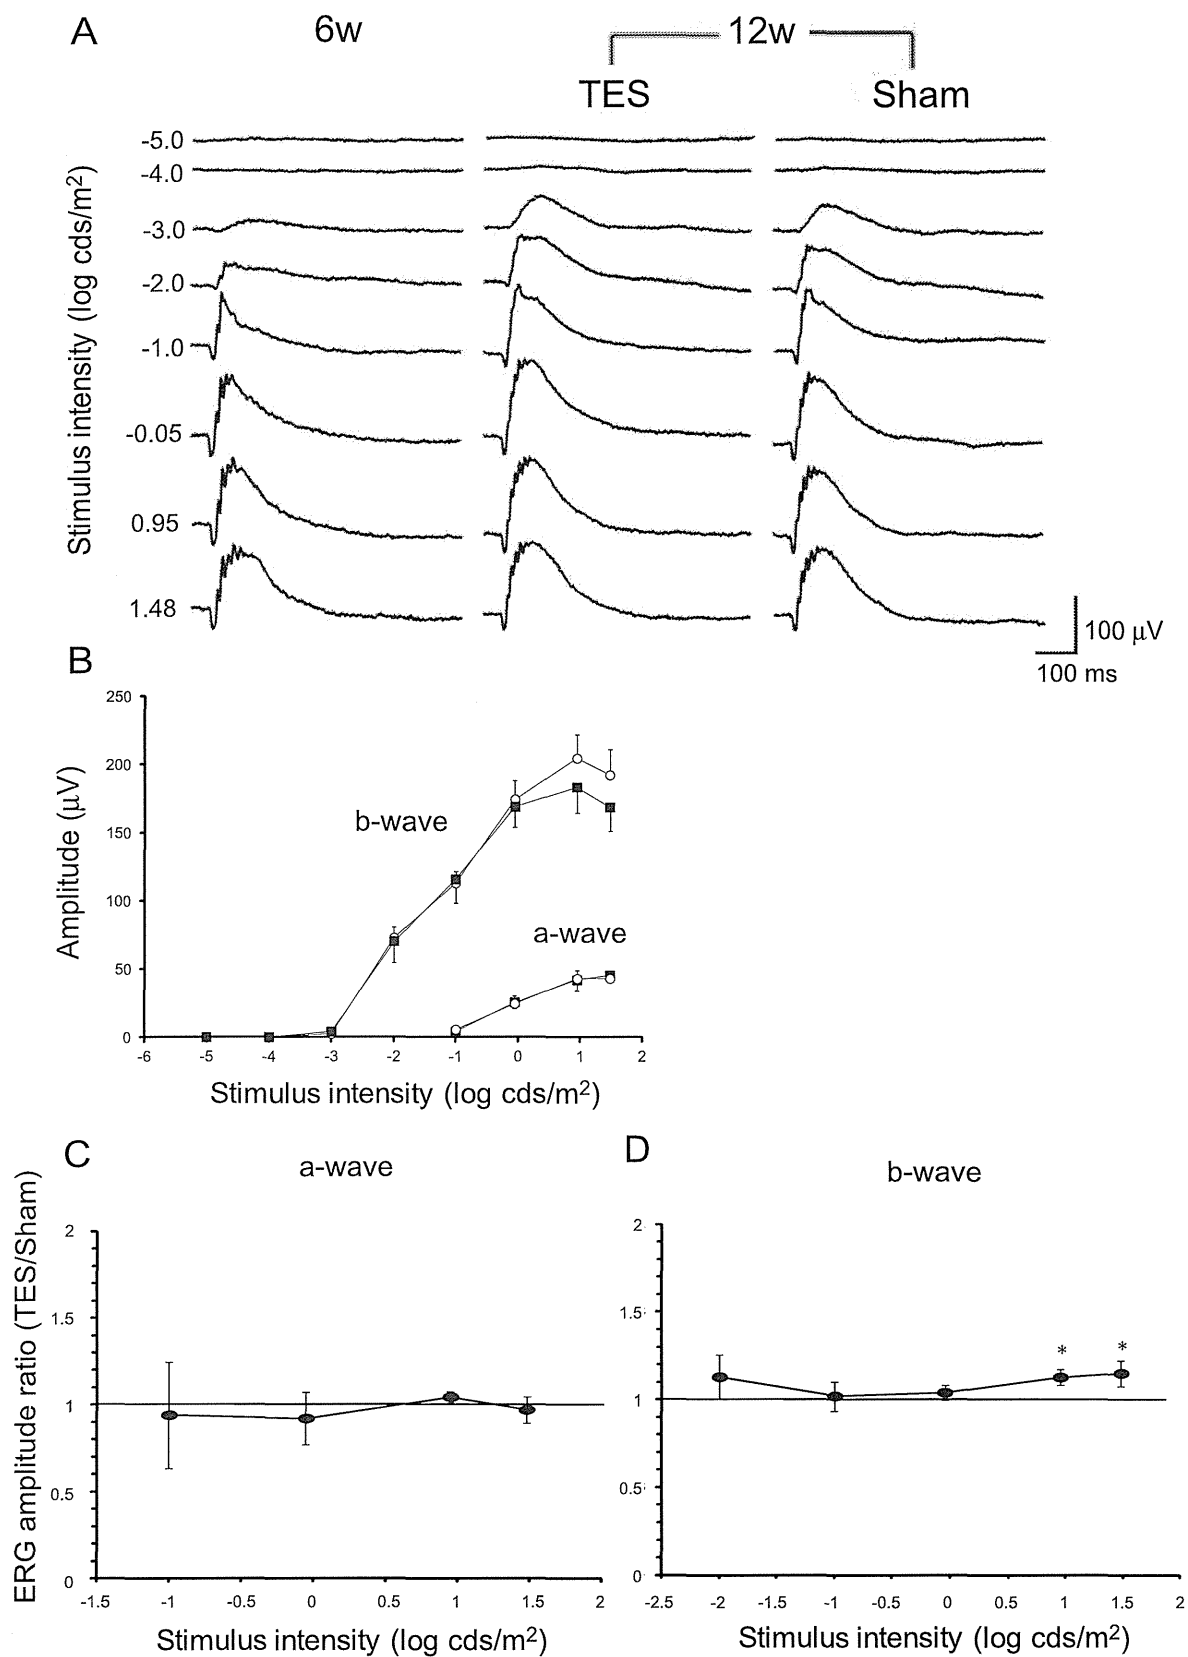 A
6w
12w
TES
Sham
Stimulus intensity (log cds/m²)
-5.0
-4.0
-3.0
-2.0
-1.0
-0.05
0.95
1.48
100 µV
100 ms
B
Amplitude (µV)
250
200
150
100
50
0
b-wave
a-wave
-6 -5 -4 -3 -2 -1 0 1 2
Stimulus intensity (log cds/m²)
C
a-wave
ERG amplitude ratio (TES/Sham)
2
1.5
1
0.5
0
-1.5 -1 -0.5 0 0.5 1 1.5 2
Stimulus intensity (log cds/m²)
D
b-wave
2
1.5
1
0.5
0
* *
-2.5 -2 -1.5 -1 -0.5 0 0.5 1 1.5 2
Stimulus intensity (log cds/m²)